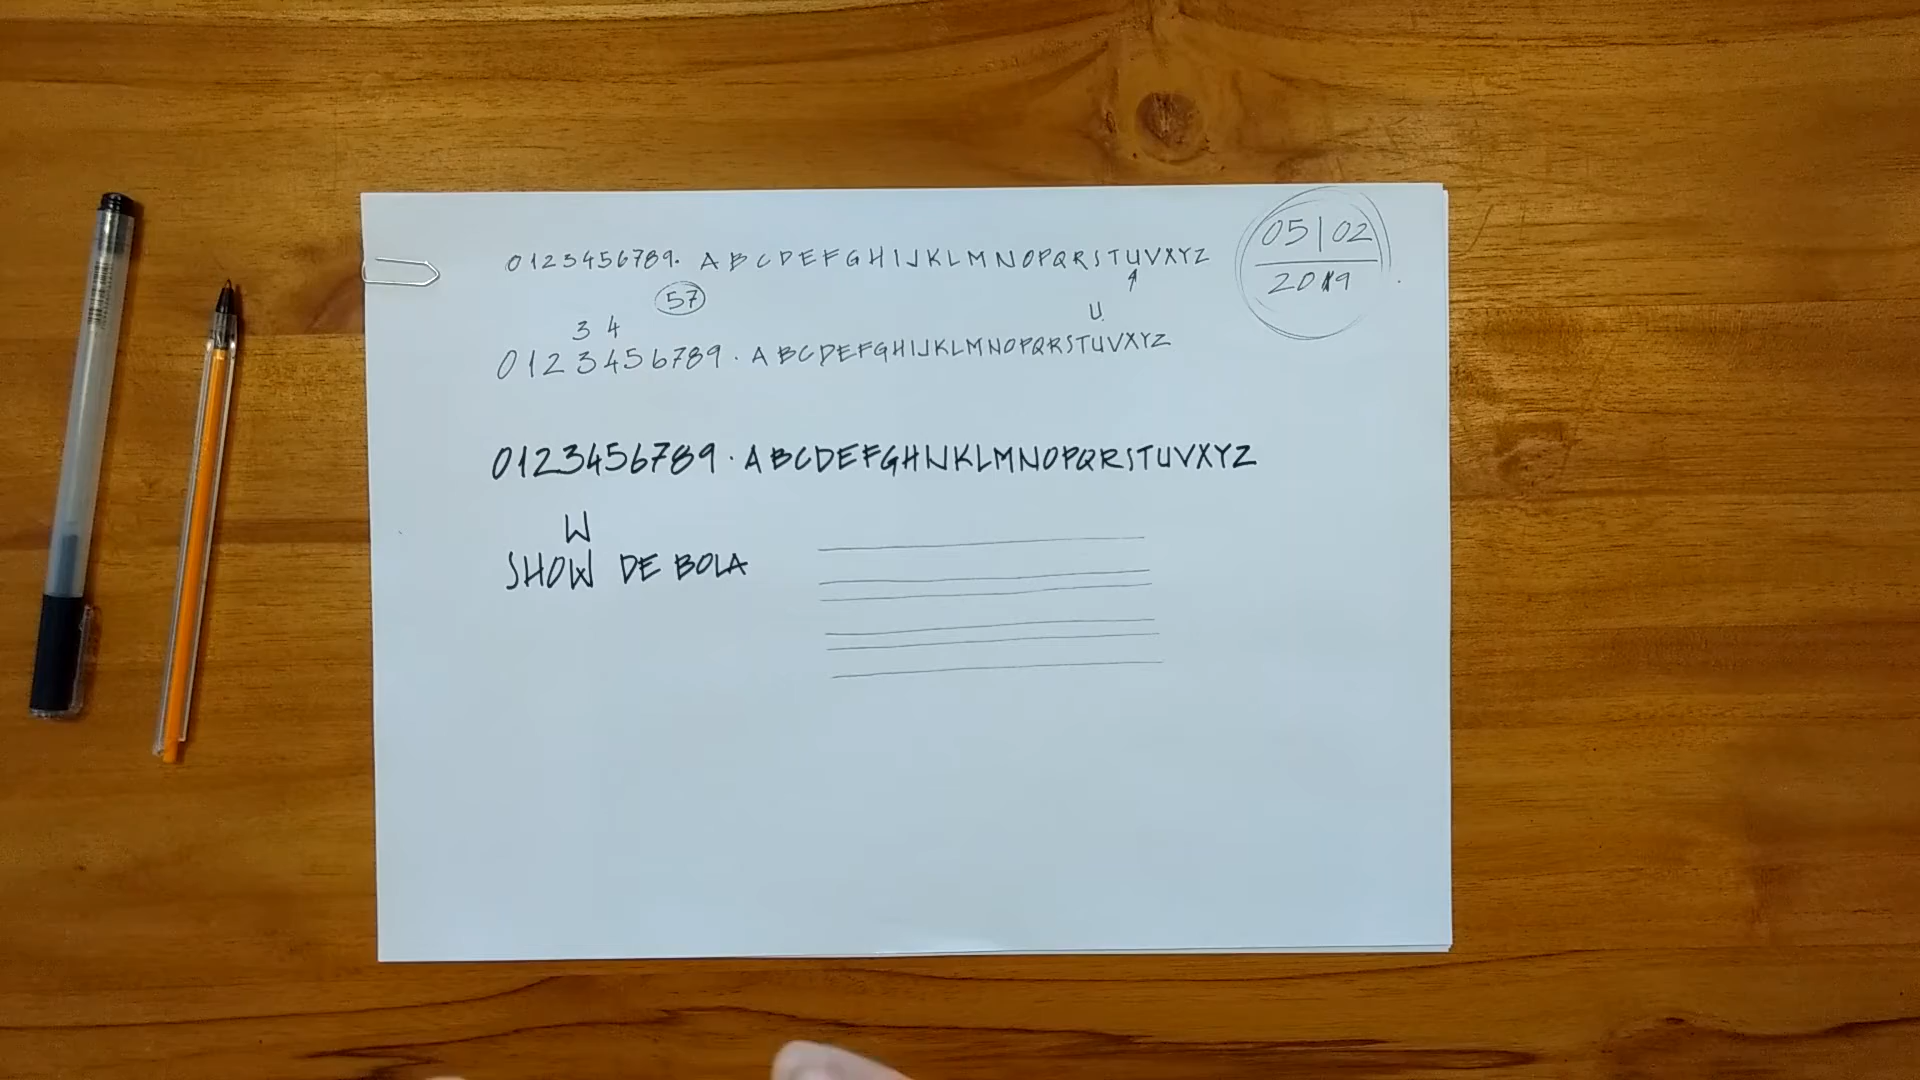 0123456789. ABCDEFGHIJKLMNOPQRSTUVXYZ
05|02
2019
57
U
3 4
0123456789. ABCDEFGHIJKLMNOPQRSTUVXYZ
0123456789. ABCDEFGHIJKLMNOPQRSTUVXYZ
W
SHOW DE BOLA